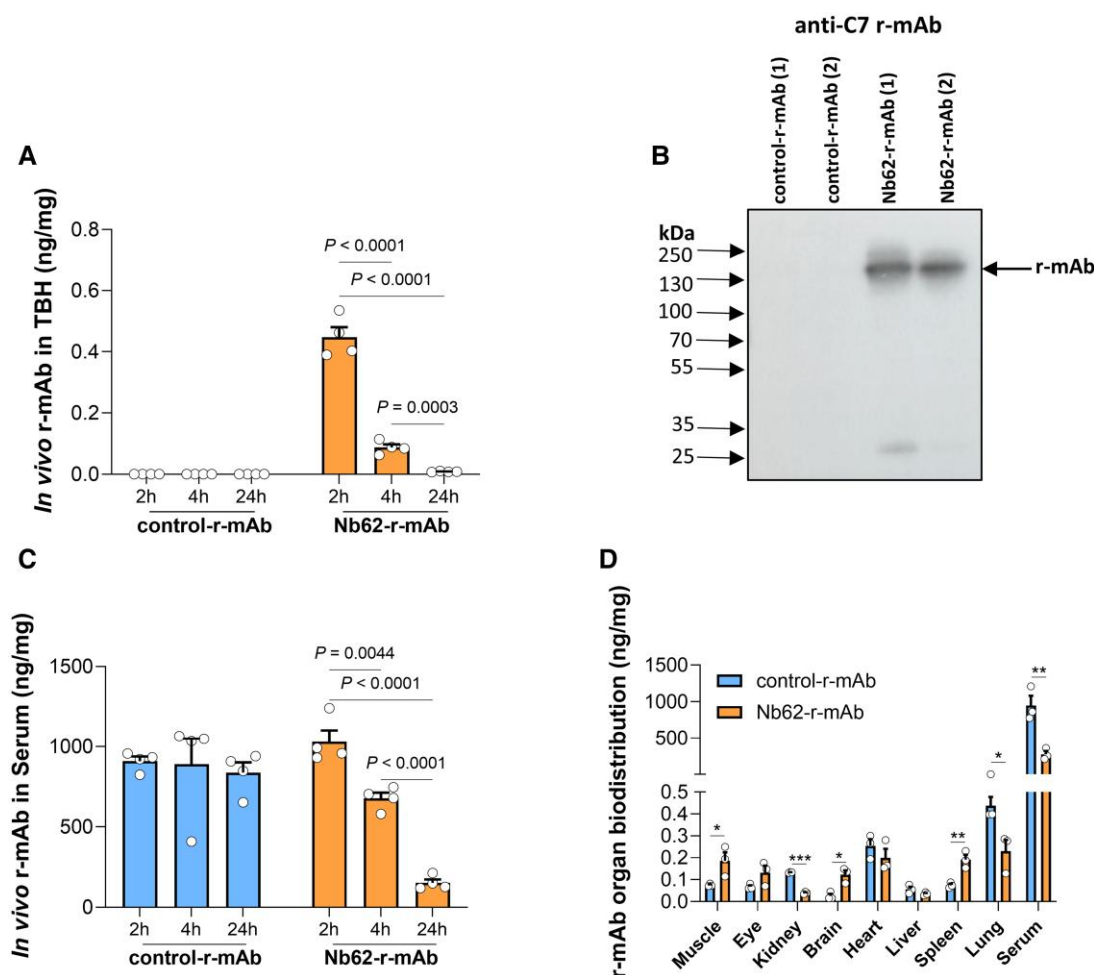 A
In vivo r-mAb in TBH (ng/mg)
0.8
0.6
0.4
0.2
0.0
P < 0.0001
P < 0.0001
P = 0.0003
2h 4h 24h 2h 4h 24h
control-r-mAb Nb62-r-mAb
anti-C7 r-mAb
B
control-r-mAb (1)
control-r-mAb (2)
Nb62-r-mAb (1)
Nb62-r-mAb (2)
kDa
250
130
100
70
55
35
25
r-mAb
C
In vivo r-mAb in Serum (ng/mg)
1500
1000
500
0
P = 0.0044
P < 0.0001
P < 0.0001
2h 4h 24h 2h 4h 24h
control-r-mAb Nb62-r-mAb
D
r-mAb organ biodistribution (ng/mg)
1500
1000
500
0.5
0.4
0.3
0.2
0.1
0.0
control-r-mAb
Nb62-r-mAb
* *** * ** * **
Muscle Eye Kidney Brain Heart Liver Spleen Lung Serum